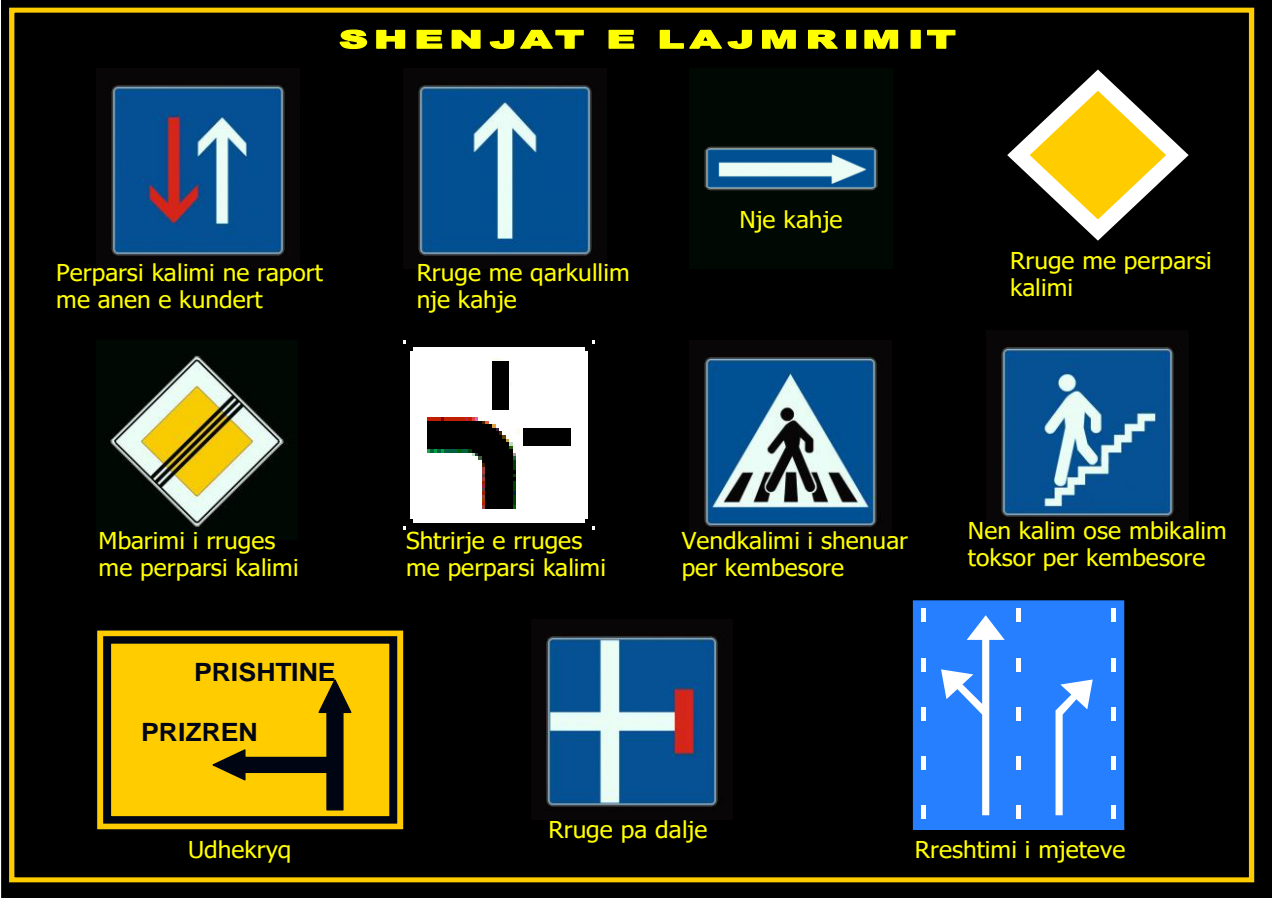 SHENJAT E LAJMRIMIT
Perparsi kalimi ne raport
me anen e kundert
Rruge me qarkullim
nje kahje
Nje kahje
Rruge me perparsi
kalimi
Mbarimi i rruges
me perparsi kalimi
Shtrirje e rruges
me perparsi kalimi
Vendkalimi i shenuar
per kembesore
Nen kalim ose mbikalim
toksor per kembesore
PRISHTINE
PRIZREN
Udhekryq
Rruge pa dalje
Rreshtimi i mjeteve